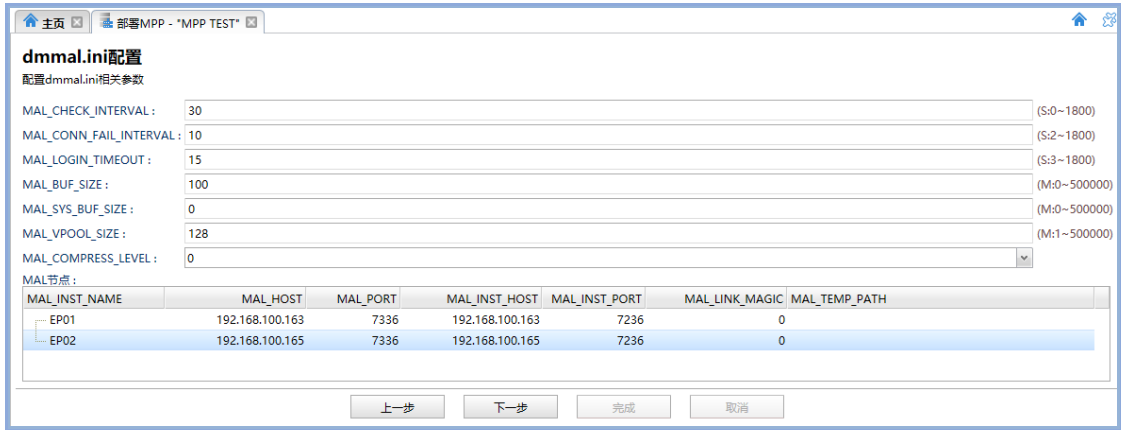 主页 部署MPP - "MPP TEST"
dmmal.ini配置
配置dmmal.ini相关参数
MAL_CHECK_INTERVAL : 30 (S:0~1800)
MAL_CONN_FAIL_INTERVAL : 10 (S:2~1800)
MAL_LOGIN_TIMEOUT : 15 (S:3~1800)
MAL_BUF_SIZE : 100 (M:0~500000)
MAL_SYS_BUF_SIZE : 0 (M:0~500000)
MAL_VPOOL_SIZE : 128 (M:1~500000)
MAL_COMPRESS_LEVEL : 0
MAL节点 :
MAL_INST_NAME MAL_HOST MAL_PORT MAL_INST_HOST MAL_INST_PORT MAL_LINK_MAGIC MAL_TEMP_PATH
EP01 192.168.100.163 7336 192.168.100.163 7236 0
EP02 192.168.100.165 7336 192.168.100.165 7236 0
上一步 下一步 完成 取消